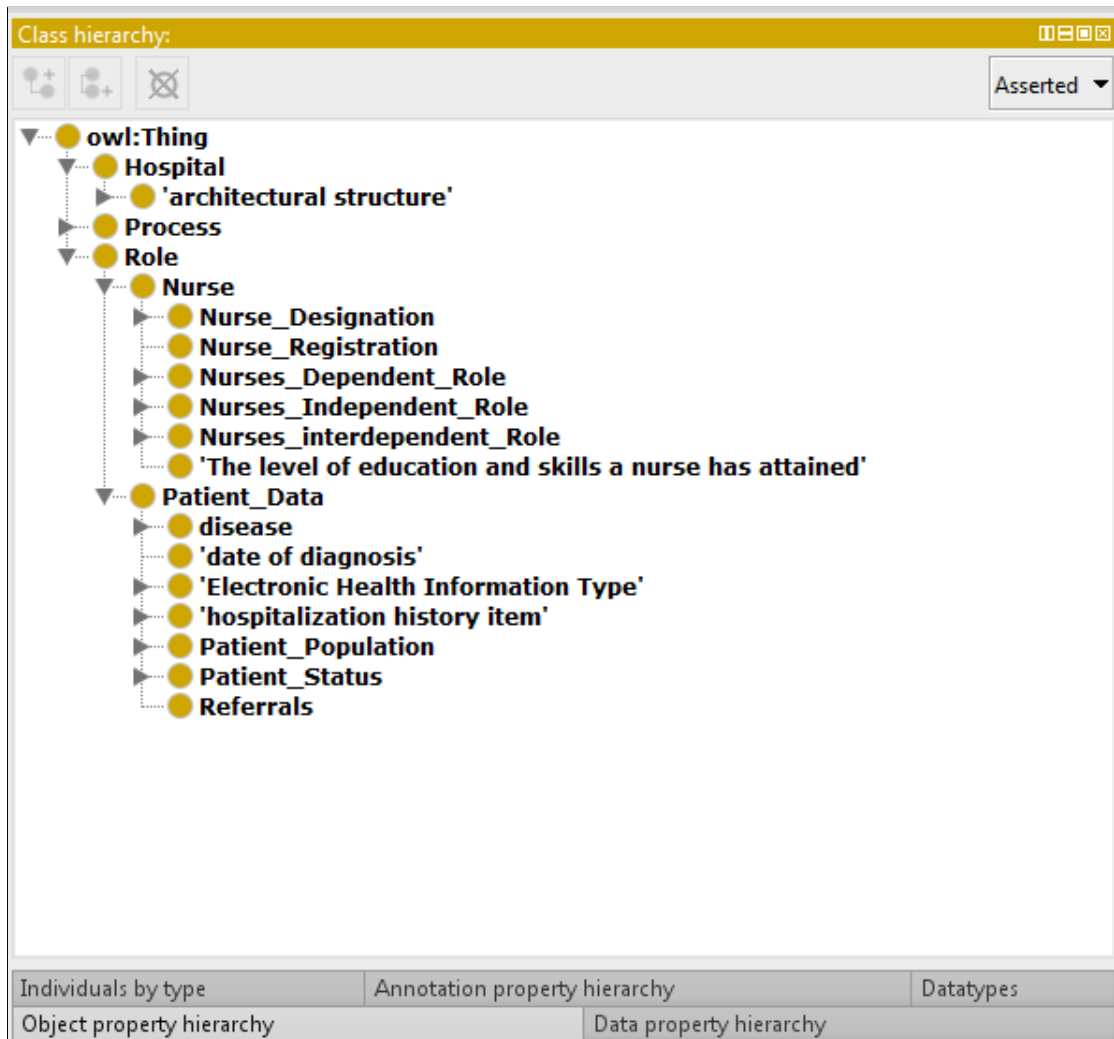 Class hierarchy:
Asserted
owl:Thing
Hospital
'architectural structure'
Process
Role
Nurse
Nurse_Designation
Nurse_Registration
Nurses_Dependent_Role
Nurses_Independent_Role
Nurses_interdependent_Role
'The level of education and skills a nurse has attained'
Patient_Data
disease
'date of diagnosis'
'Electronic Health Information Type'
'hospitalization history item'
Patient_Population
Patient_Status
Referrals
Individuals by type Annotation property hierarchy Datatypes
Object property hierarchy Data property hierarchy